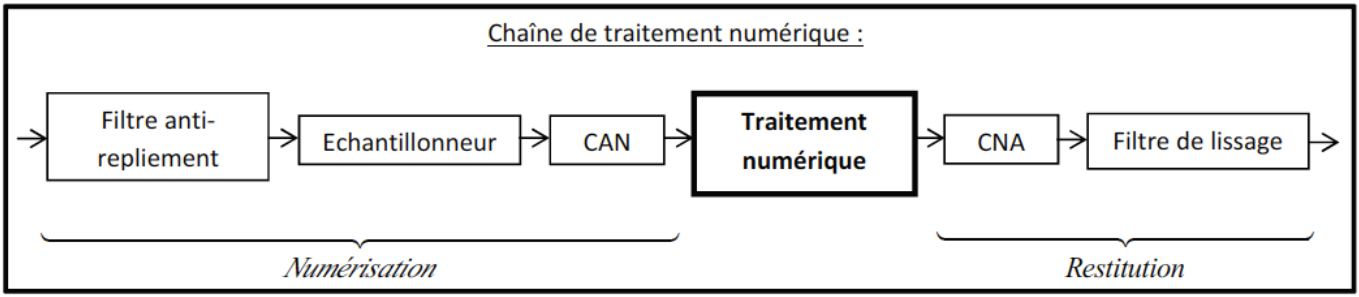 Chaîne de traitement numérique :
Filtre anti-
repliement
Echantillonneur
CAN
Traitement
numérique
CNA
Filtre de lissage
Numérisation
Restitution